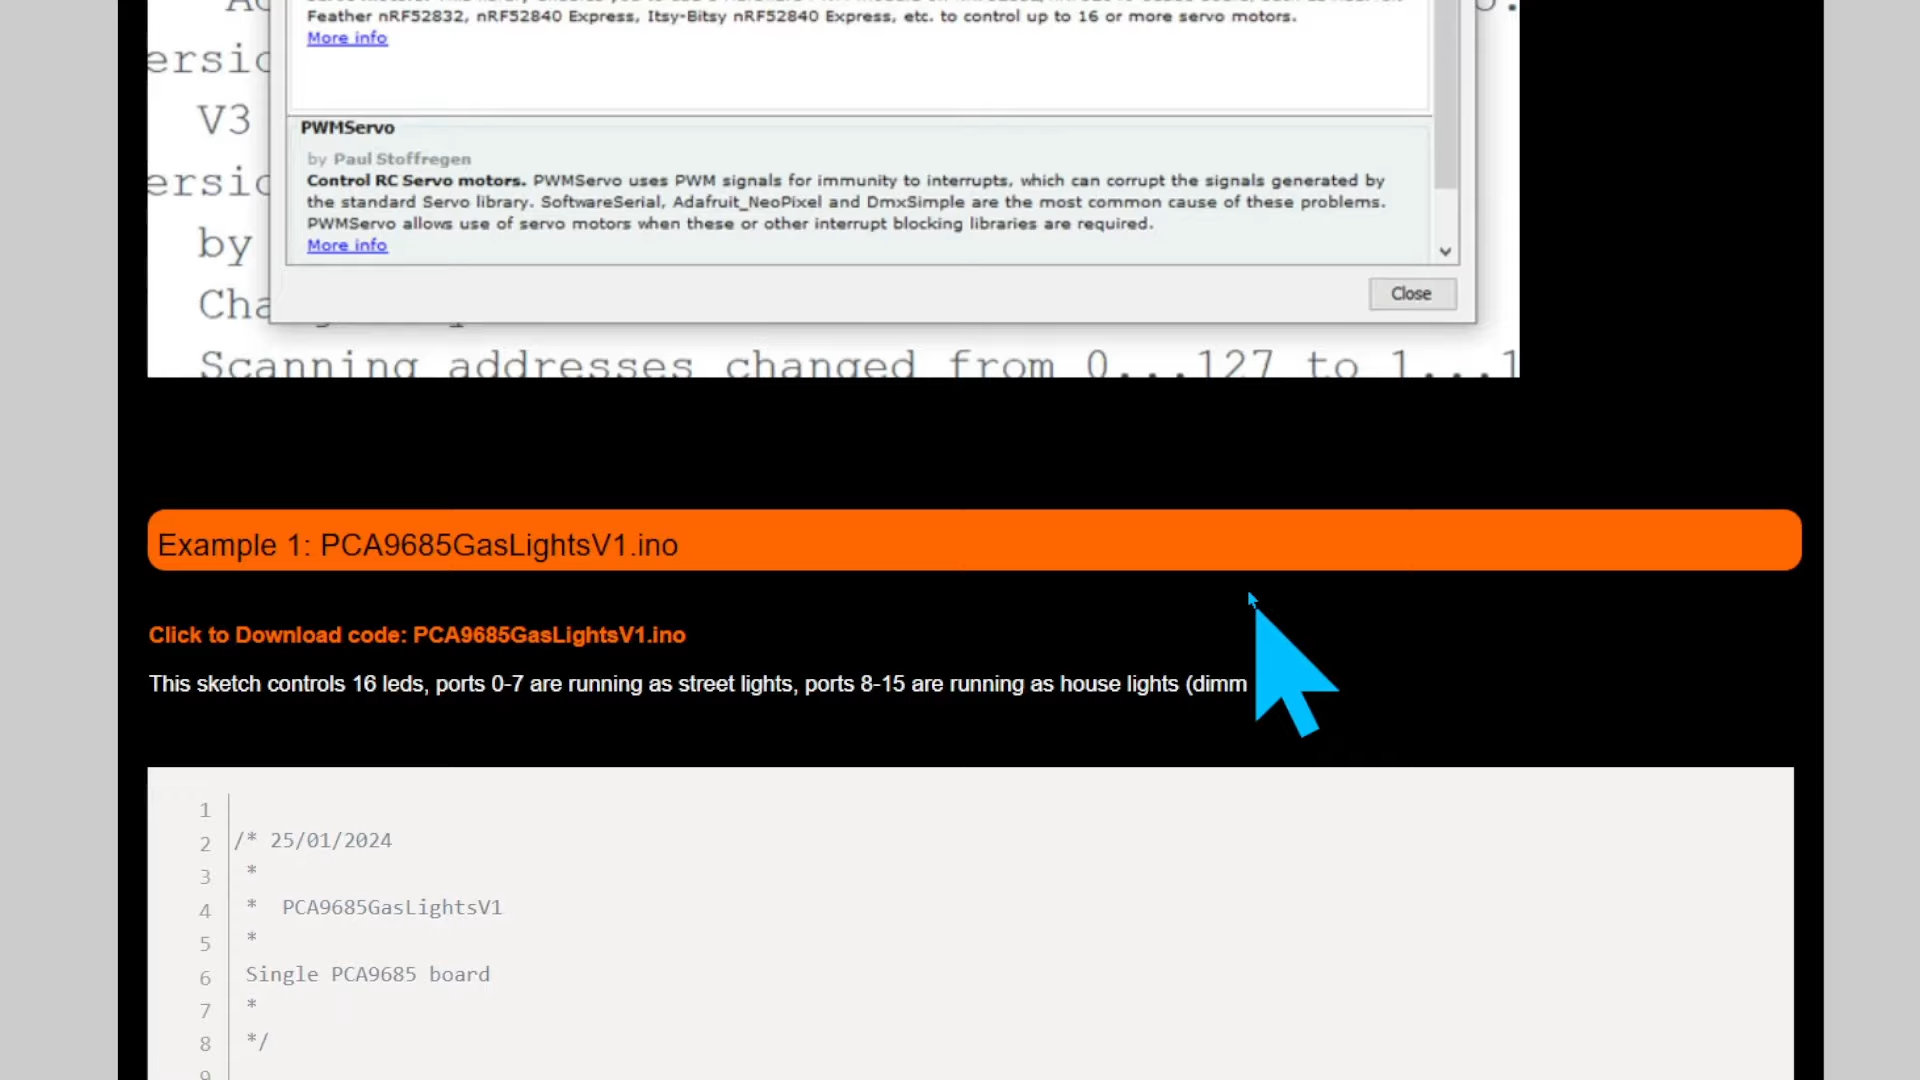 Feather nRF52832, nRF52840 Express, Itsy-Bitsy nRF52840 Express, etc. to control up to 16 or more servo motors.
More info
ersio
V3
PWMServo
by Paul Stoffregen
ersio
Control RC Servo motors. PWMServo uses PWM signals for immunity to interrupts, which can corrupt the signals generated by
the standard Servo library. SoftwareSerial, Adafruit_NeoPixel and DmxSimple are the most common cause of these problems.
PWMServo allows use of servo motors when these or other interrupt blocking libraries are required.
by
More info
Cha
Close
Scanning addresses changed from 0...127 to 1...1
Example 1: PCA9685GasLightsV1.ino
Click to Download code: PCA9685GasLightsV1.ino
This sketch controls 16 leds, ports 0-7 are running as street lights, ports 8-15 are running as house lights (dimm
1
2 /* 25/01/2024
3 *
4 * PCA9685GasLightsV1
5 *
6 Single PCA9685 board
7 *
8 */
9